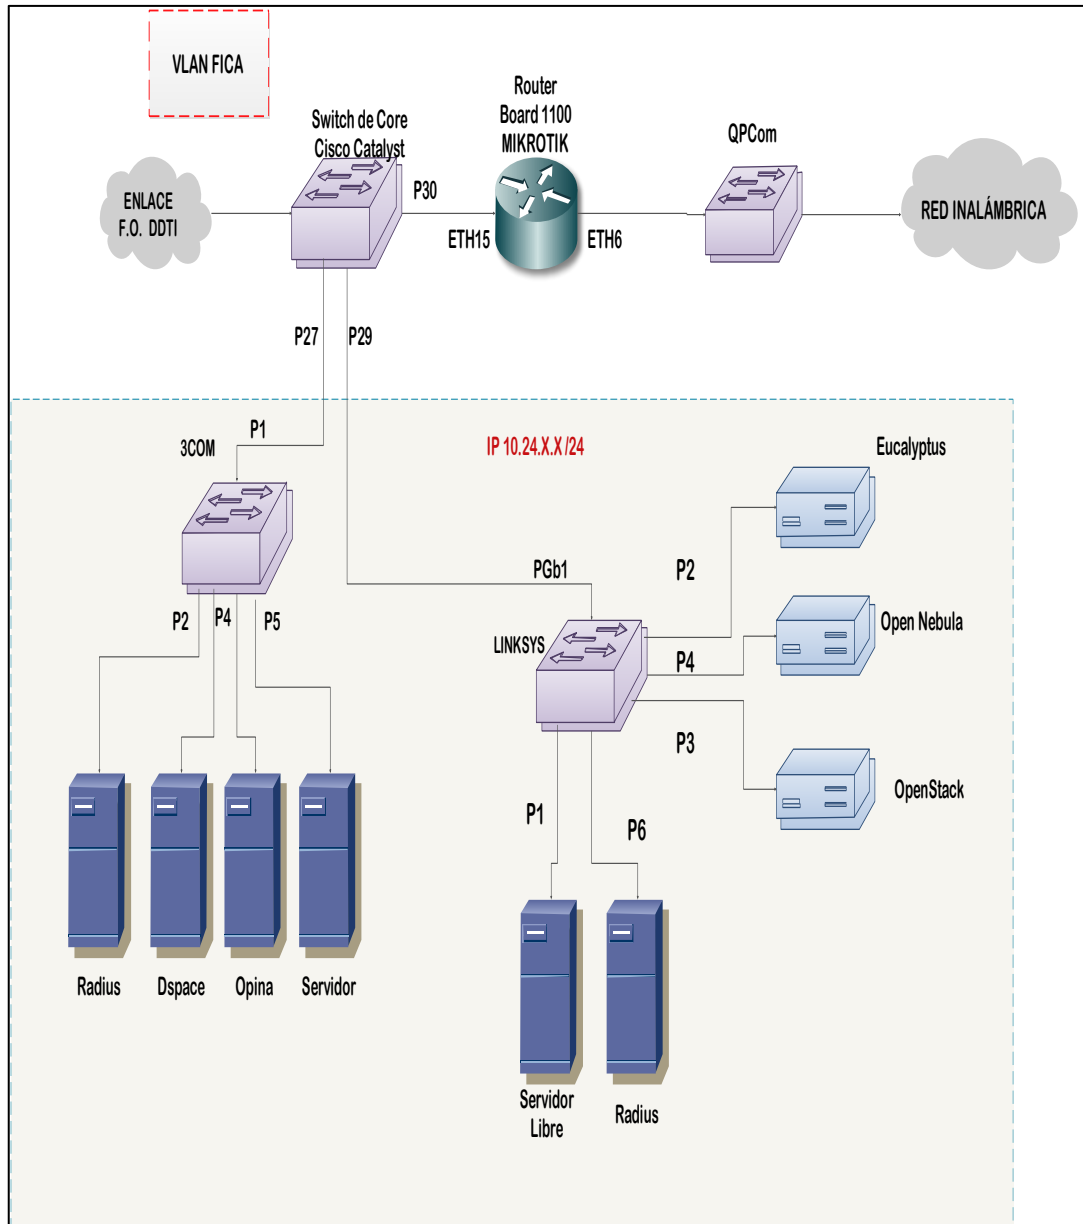 VLAN FICA
Router
Board 1100
MIKROTIK
Switch de Core
Cisco Catalyst
QPCom
ENLACE
F.O. DDTI
P30
ETH15
ETH6
RED INALÁMBRICA
P27
P29
P1
3COM
IP 10.24.X.X /24
Eucalyptus
PGb1
P2
P2
P4
P5
LINKSYS
Open Nebula
P4
P3
OpenStack
P1
P6
Radius
Dspace
Opina
Servidor
Servidor
Libre
Radius